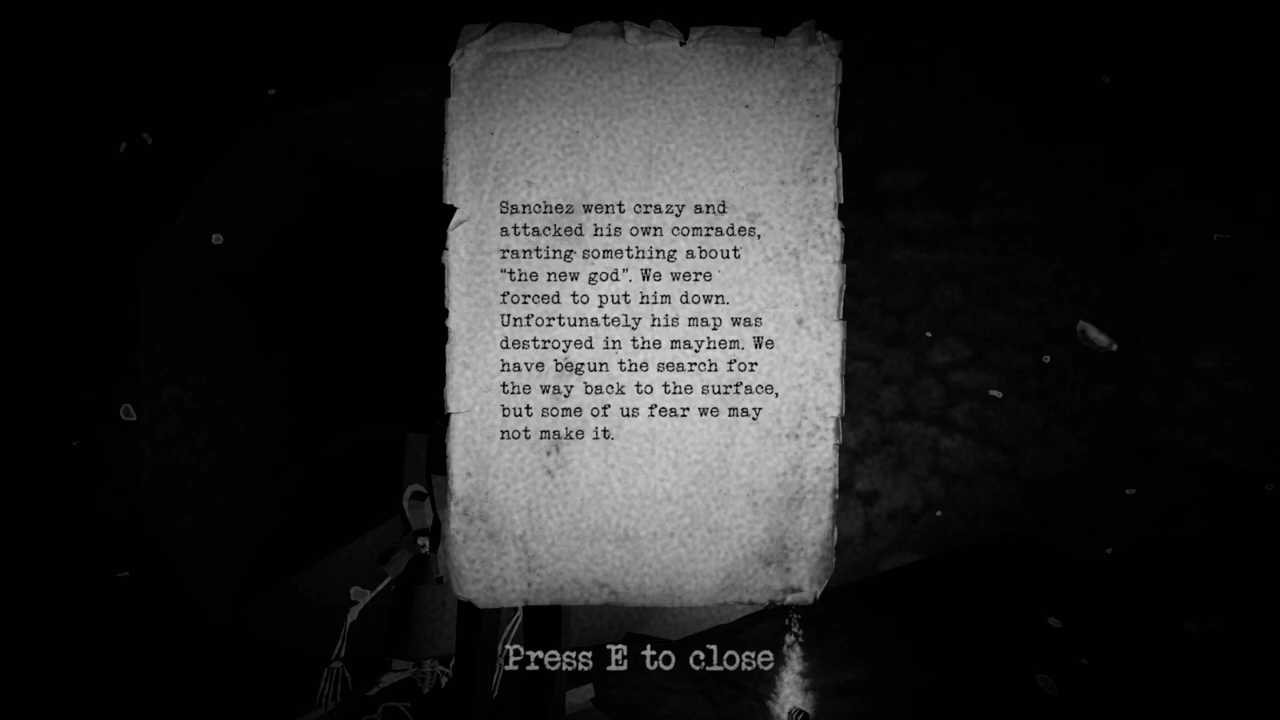 Sanchez went crazy and
attacked his own comrades,
ranting something about
“the new god”. We were
forced to put him down.
Unfortunately his map was
destroyed in the mayhem. We
have begun the search for
the way back to the surface,
but some of us fear we may
not make it.
Press E to close